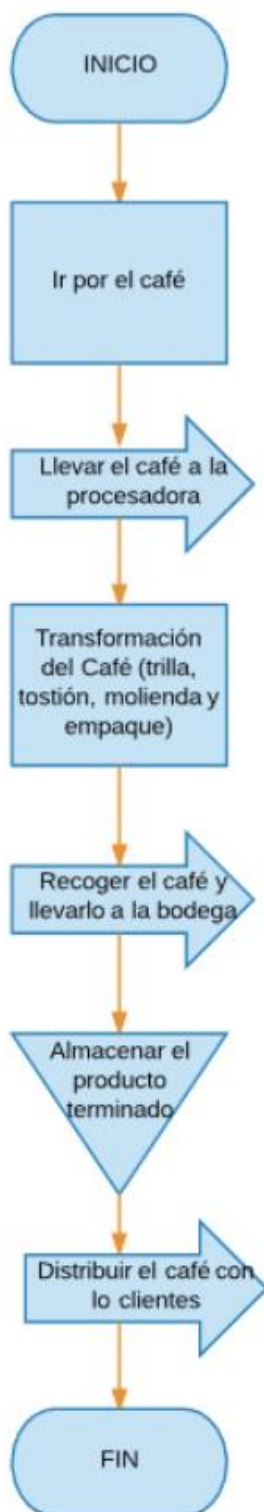 INICIO
Ir por el café
Llevar el café a la
procesadora
Transformación
del Café (trilla,
tostión, molienda y
empaque)
Recoger el café y
llevarlo a la bodega
Almacenar el
producto
terminado
Distribuir el café con
lo clientes
FIN